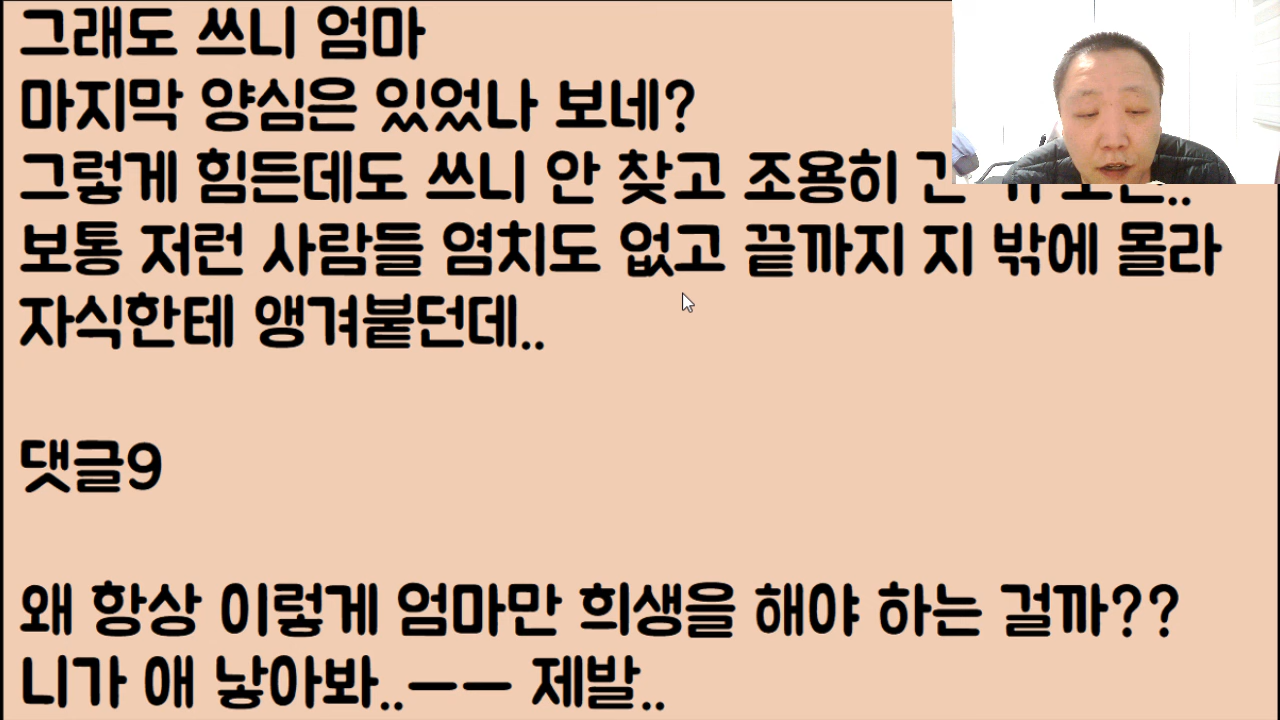 그래도 쓰니 엄마
마지막 양심은 있었나 보네?
그렇게 힘든데도 쓰니 안 찾고 조용히
보통 저런 사람들 염치도 없고 끝까지 지 밖에 몰라
자식한테 앵겨붙던데..
댓글9
왜 항상 이렇게 엄마만 희생을 해야 하는 걸까??
니가 애 낳아봐..ㅡㅡ 제발..